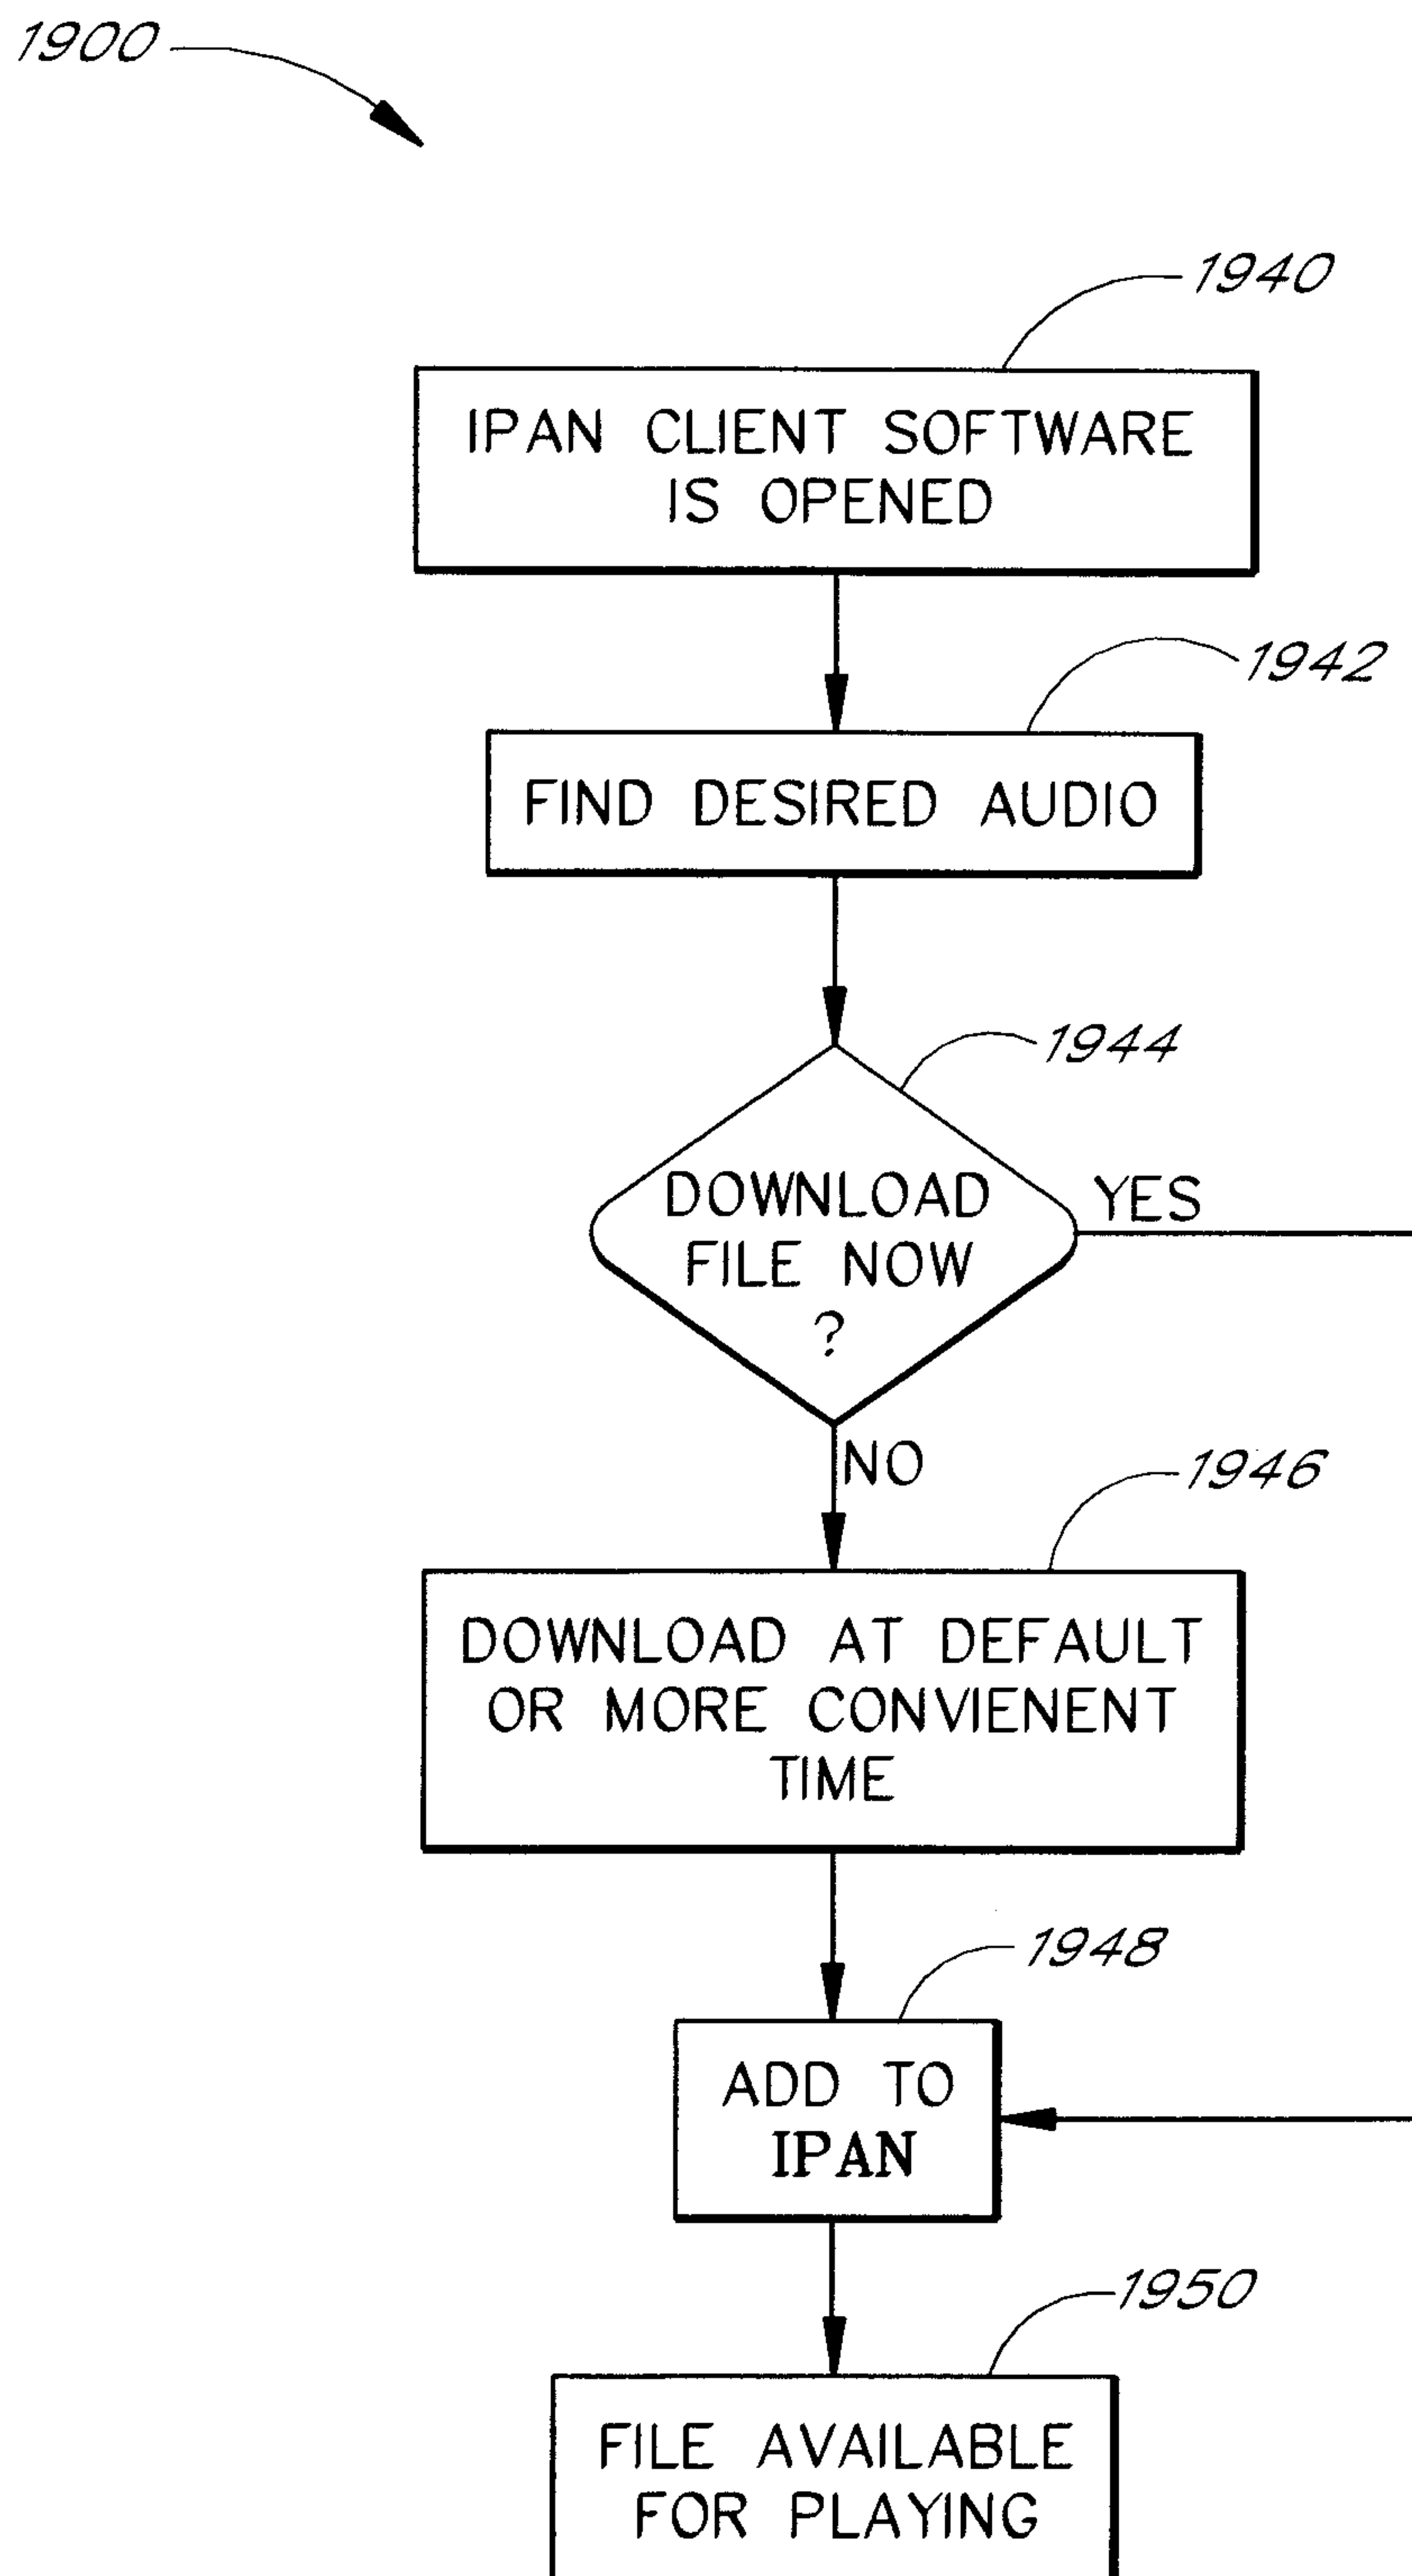 1900
1940
IPAN CLIENT SOFTWARE
IS OPENED
1942
FIND DESIRED AUDIO
1944
DOWNLOAD
FILE NOW
?
YES
NO
1946
DOWNLOAD AT DEFAULT
OR MORE CONVIENENT
TIME
1948
ADD TO
IPAN
1950
FILE AVAILABLE
FOR PLAYING